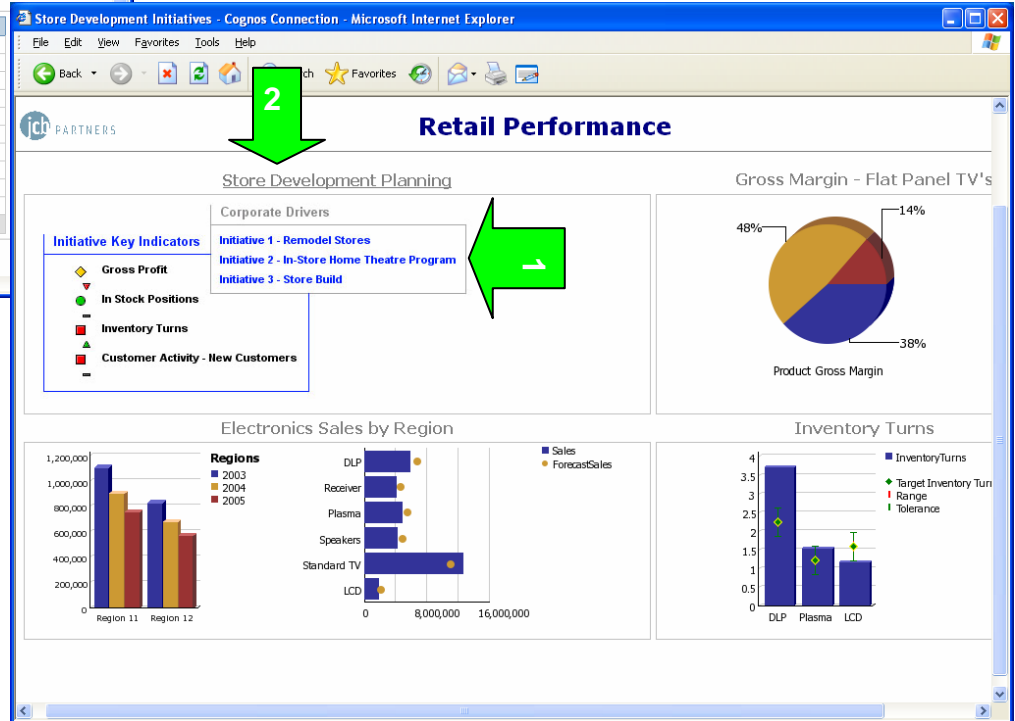 Store Development Initiatives - Cognos Connection - Microsoft Internet Explorer
File Edit View Favorites Tools Help
Back Favorites
2
jcb PARTNERS
Retail Performance
Store Development Planning
Corporate Drivers
Initiative 1 - Remodel Stores
Initiative 2 - In-Store Home Theatre Program
Initiative 3 - Store Build
1
Initiative Key Indicators
Gross Profit
In Stock Positions
Inventory Turns
Customer Activity - New Customers
Gross Margin - Flat Panel TV's
14%
48%
38%
Product Gross Margin
Electronics Sales by Region
1,200,000
1,000,000
800,000
600,000
400,000
200,000
0
Region 11 Region 12
Regions
2003
2004
2005
DLP
Receiver
Plasma
Speakers
Standard TV
LCD
0 8,000,000 16,000,000
Sales
ForecastSales
Inventory Turns
4
3.5
3
2.5
2
1.5
1
0.5
0
DLP Plasma LCD
InventoryTurns
Target Inventory Turn
Range
Tolerance